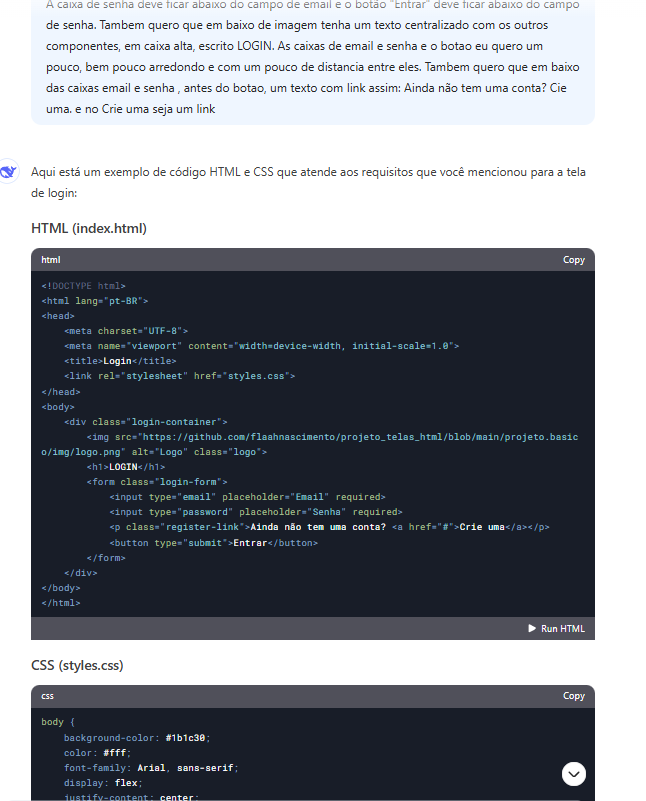 A caixa de senha deve ficar abaixo do campo de email e o botão "Entrar" deve ficar abaixo do campo
de senha. Tambem quero que em baixo de imagem tenha um texto centralizado com os outros
componentes, em caixa alta, escrito LOGIN. As caixas de email e senha e o botao eu quero um
pouco, bem pouco arredondo e com um pouco de distancia entre eles. Tambem quero que em baixo
das caixas email e senha , antes do botao, um texto com link assim: Ainda não tem uma conta? Cie
uma. e no Crie uma seja um link
Aqui está um exemplo de código HTML e CSS que atende aos requisitos que você mencionou para a tela
de login:
HTML (index.html)
html Copy
<!DOCTYPE html>
<html lang="pt-BR">
<head>
    <meta charset="UTF-8">
    <meta name="viewport" content="width=device-width, initial-scale=1.0">
    <title>Login</title>
    <link rel="stylesheet" href="styles.css">
</head>
<body>
    <div class="login-container">
        <img src="https://github.com/flaahnascimento/projeto_telas_html/blob/main/projeto.basic
o/img/logo.png" alt="Logo" class="logo">
        <h1>LOGIN</h1>
        <form class="login-form">
            <input type="email" placeholder="Email" required>
            <input type="password" placeholder="Senha" required>
            <p class="register-link">Ainda não tem uma conta? <a href="#">Crie uma</a></p>
            <button type="submit">Entrar</button>
        </form>
    </div>
</body>
</html>
Run HTML
CSS (styles.css)
css Copy
body {
    background-color: #1b1c30;
    color: #fff;
    font-family: Arial, sans-serif;
    display: flex;
    justify-content: center;